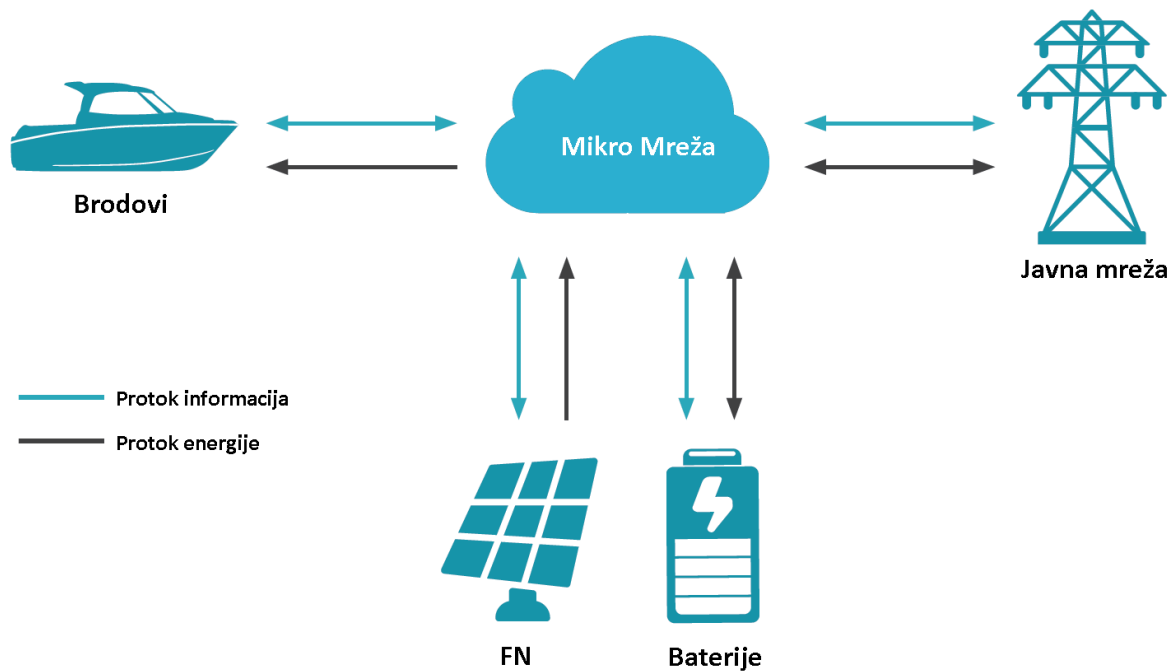 Mikro Mreža
Brodovi
Javna mreža
Protok informacija
Protok energije
FN
Baterije